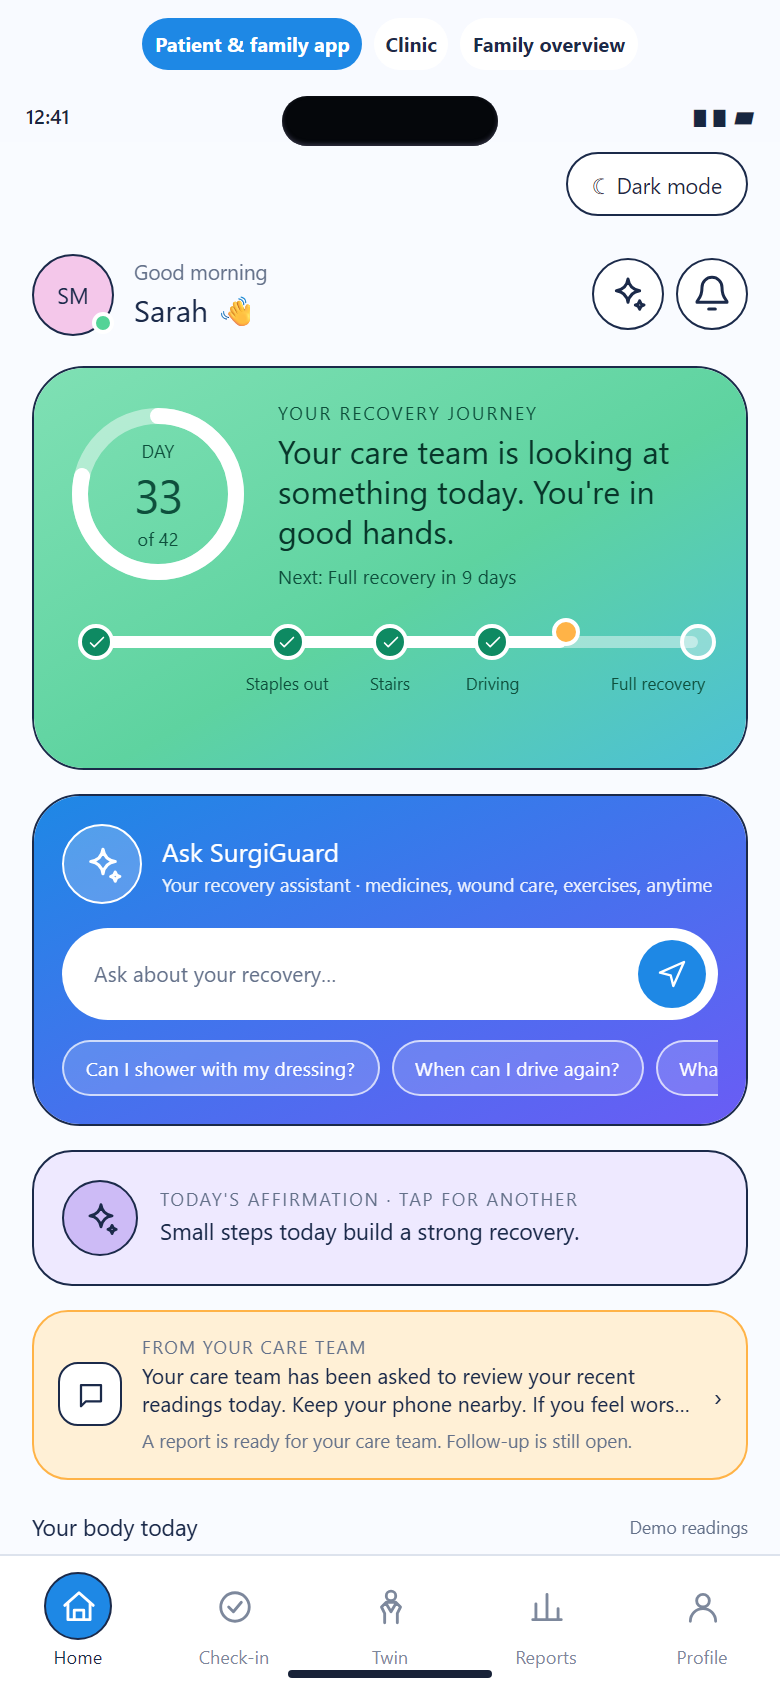 Patient & family app
Clinic
Family overview
12:41
☾ Dark mode
SM
Good morning
Sarah 👋
YOUR RECOVERY JOURNEY
Your care team is looking at
something today. You're in
good hands.
Next: Full recovery in 9 days
DAY
33
of 42
Staples out
Stairs
Driving
Full recovery
Ask SurgiGuard
Your recovery assistant · medicines, wound care, exercises, anytime
Ask about your recovery...
Can I shower with my dressing?
When can I drive again?
Wha
TODAY'S AFFIRMATION · TAP FOR ANOTHER
Small steps today build a strong recovery.
FROM YOUR CARE TEAM
Your care team has been asked to review your recent
readings today. Keep your phone nearby. If you feel wors...
A report is ready for your care team. Follow-up is still open.
Your body today
Demo readings
Home
Check-in
Twin
Reports
Profile